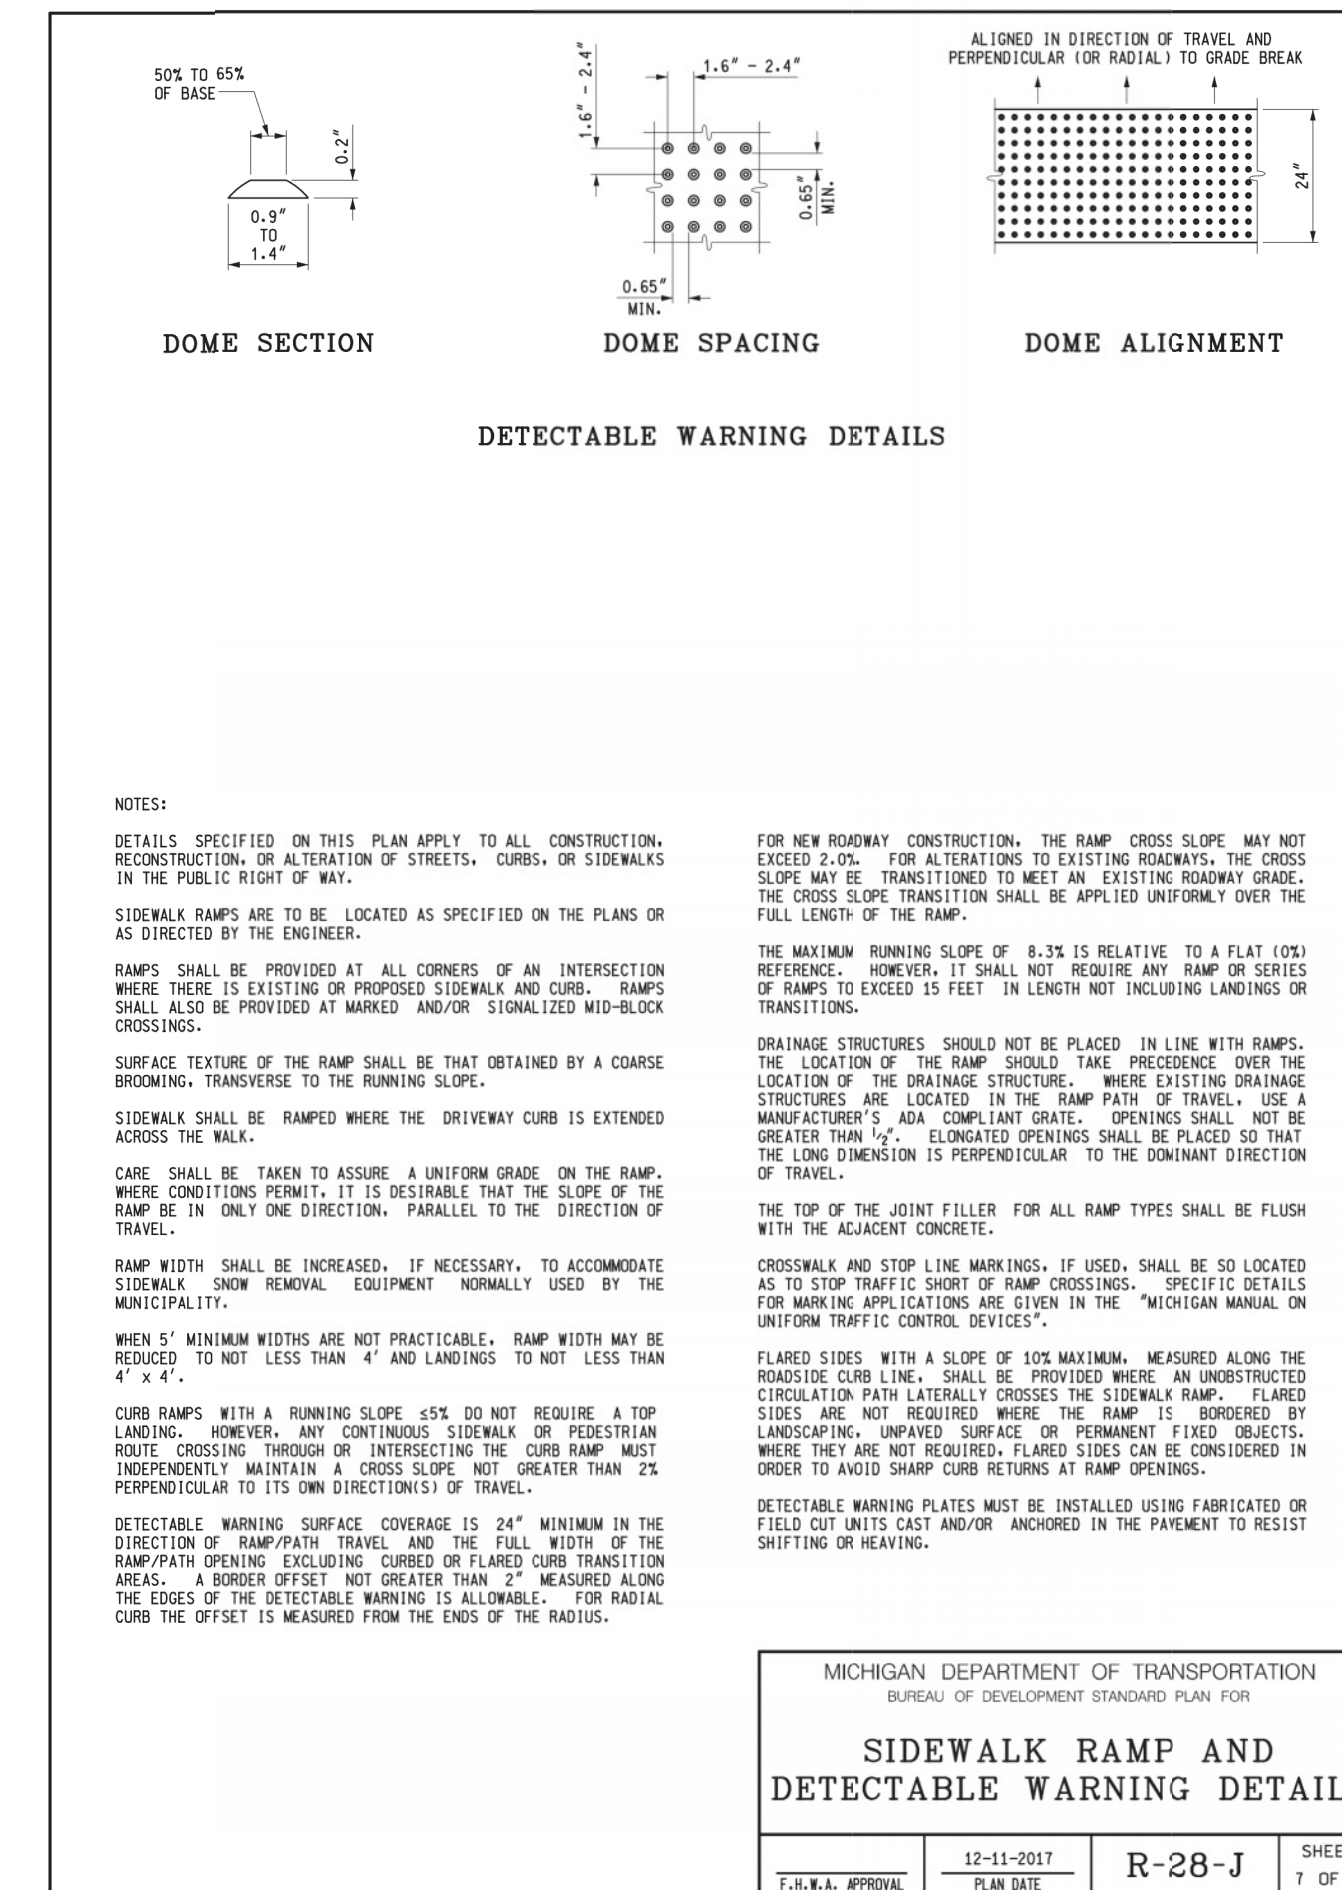 50% TO 65%
OF BASE
0.2"
0.9"
TO
1.4"
DOME SECTION
1.6" - 2.4"
1.6" - 2.4"
0.65"
MIN.
0.65"
MIN.
DOME SPACING
ALIGNED IN DIRECTION OF TRAVEL AND
PERPENDICULAR (OR RADIAL) TO GRADE BREAK
24"
DOME ALIGNMENT
DETECTABLE WARNING DETAILS
NOTES:
DETAILS SPECIFIED ON THIS PLAN APPLY TO ALL CONSTRUCTION,
RECONSTRUCTION, OR ALTERATION OF STREETS, CURBS, OR SIDEWALKS
IN THE PUBLIC RIGHT OF WAY.
SIDEWALK RAMPS ARE TO BE LOCATED AS SPECIFIED ON THE PLANS OR
AS DIRECTED BY THE ENGINEER.
RAMPS SHALL BE PROVIDED AT ALL CORNERS OF AN INTERSECTION
WHERE THERE IS EXISTING OR PROPOSED SIDEWALK AND CURB. RAMPS
SHALL ALSO BE PROVIDED AT MARKED AND/OR SIGNALIZED MID-BLOCK
CROSSINGS.
SURFACE TEXTURE OF THE RAMP SHALL BE THAT OBTAINED BY A COARSE
BROOMING, TRANSVERSE TO THE RUNNING SLOPE.
SIDEWALK SHALL BE RAMPED WHERE THE DRIVEWAY CURB IS EXTENDED
ACROSS THE WALK.
CARE SHALL BE TAKEN TO ASSURE A UNIFORM GRADE ON THE RAMP.
WHERE CONDITIONS PERMIT, IT IS DESIRABLE THAT THE SLOPE OF THE
RAMP BE IN ONLY ONE DIRECTION, PARALLEL TO THE DIRECTION OF
TRAVEL.
RAMP WIDTH SHALL BE INCREASED, IF NECESSARY, TO ACCOMMODATE
SIDEWALK SNOW REMOVAL EQUIPMENT NORMALLY USED BY THE
MUNICIPALITY.
WHEN 5' MINIMUM WIDTHS ARE NOT PRACTICABLE, RAMP WIDTH MAY BE
REDUCED TO NOT LESS THAN 4' AND LANDINGS TO NOT LESS THAN
4' x 4'.
CURB RAMPS WITH A RUNNING SLOPE ≤5% DO NOT REQUIRE A TOP
LANDING. HOWEVER, ANY CONTINUOUS SIDEWALK OR PEDESTRIAN
ROUTE CROSSING THROUGH OR INTERSECTING THE CURB RAMP MUST
INDEPENDENTLY MAINTAIN A CROSS SLOPE NOT GREATER THAN 2%
PERPENDICULAR TO ITS OWN DIRECTION(S) OF TRAVEL.
DETECTABLE WARNING SURFACE COVERAGE IS 24" MINIMUM IN THE
DIRECTION OF RAMP/PATH TRAVEL AND THE FULL WIDTH OF THE
RAMP/PATH OPENING EXCLUDING CURBED OR FLARED CURB TRANSITION
AREAS. A BORDER OFFSET NOT GREATER THAN 2" MEASURED ALONG
THE EDGES OF THE DETECTABLE WARNING IS ALLOWABLE. FOR RADIAL
CURB THE OFFSET IS MEASURED FROM THE ENDS OF THE RADIUS.
FOR NEW ROADWAY CONSTRUCTION, THE RAMP CROSS SLOPE MAY NOT
EXCEED 2.0%. FOR ALTERATIONS TO EXISTING ROADWAYS, THE CROSS
SLOPE MAY BE TRANSITIONED TO MEET AN EXISTING ROADWAY GRADE.
THE CROSS SLOPE TRANSITION SHALL BE APPLIED UNIFORMLY OVER THE
FULL LENGTH OF THE RAMP.
THE MAXIMUM RUNNING SLOPE OF 8.3% IS RELATIVE TO A FLAT (0%)
REFERENCE. HOWEVER, IT SHALL NOT REQUIRE ANY RAMP OR SERIES
OF RAMPS TO EXCEED 15 FEET IN LENGTH NOT INCLUDING LANDINGS OR
TRANSITIONS.
DRAINAGE STRUCTURES SHOULD NOT BE PLACED IN LINE WITH RAMPS.
THE LOCATION OF THE RAMP SHOULD TAKE PRECEDENCE OVER THE
LOCATION OF THE DRAINAGE STRUCTURE. WHERE EXISTING DRAINAGE
STRUCTURES ARE LOCATED IN THE RAMP PATH OF TRAVEL, USE A
MANUFACTURER'S ADA COMPLIANT GRATE. OPENINGS SHALL NOT BE
GREATER THAN 1/2". ELONGATED OPENINGS SHALL BE PLACED SO THAT
THE LONG DIMENSION IS PERPENDICULAR TO THE DOMINANT DIRECTION
OF TRAVEL.
THE TOP OF THE JOINT FILLER FOR ALL RAMP TYPES SHALL BE FLUSH
WITH THE ADJACENT CONCRETE.
CROSSWALK AND STOP LINE MARKINGS, IF USED, SHALL BE SO LOCATED
AS TO STOP TRAFFIC SHORT OF RAMP CROSSINGS. SPECIFIC DETAILS
FOR MARKING APPLICATIONS ARE GIVEN IN THE "MICHIGAN MANUAL ON
UNIFORM TRAFFIC CONTROL DEVICES".
FLARED SIDES WITH A SLOPE OF 10% MAXIMUM, MEASURED ALONG THE
ROADSIDE CURB LINE, SHALL BE PROVIDED WHERE AN UNOBSTRUCTED
CIRCULATION PATH LATERALLY CROSSES THE SIDEWALK RAMP. FLARED
SIDES ARE NOT REQUIRED WHERE THE RAMP IS BORDERED BY
LANDSCAPING, UNPAVED SURFACE OR PERMANENT FIXED OBJECTS.
WHERE THEY ARE NOT REQUIRED, FLARED SIDES CAN BE CONSIDERED IN
ORDER TO AVOID SHARP CURB RETURNS AT RAMP OPENINGS.
DETECTABLE WARNING PLATES MUST BE INSTALLED USING FABRICATED OR
FIELD CUT UNITS CAST AND/OR ANCHORED IN THE PAVEMENT TO RESIST
SHIFTING OR HEAVING.
MICHIGAN DEPARTMENT OF TRANSPORTATION
BUREAU OF DEVELOPMENT STANDARD PLAN FOR
SIDEWALK RAMP AND
DETECTABLE WARNING DETAIL
F.H.W.A. APPROVAL
12-11-2017
PLAN DATE
R-28-J
SHEE
7 OF